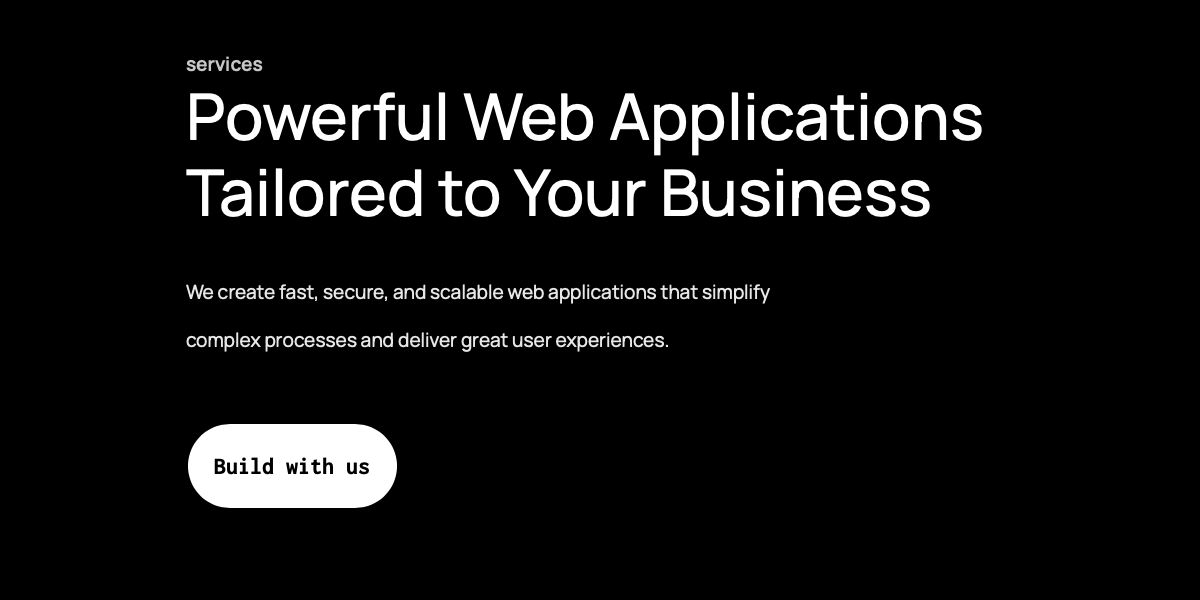 services
Powerful Web Applications
Tailored to Your Business
We create fast, secure, and scalable web applications that simplify
complex processes and deliver great user experiences.
Build with us